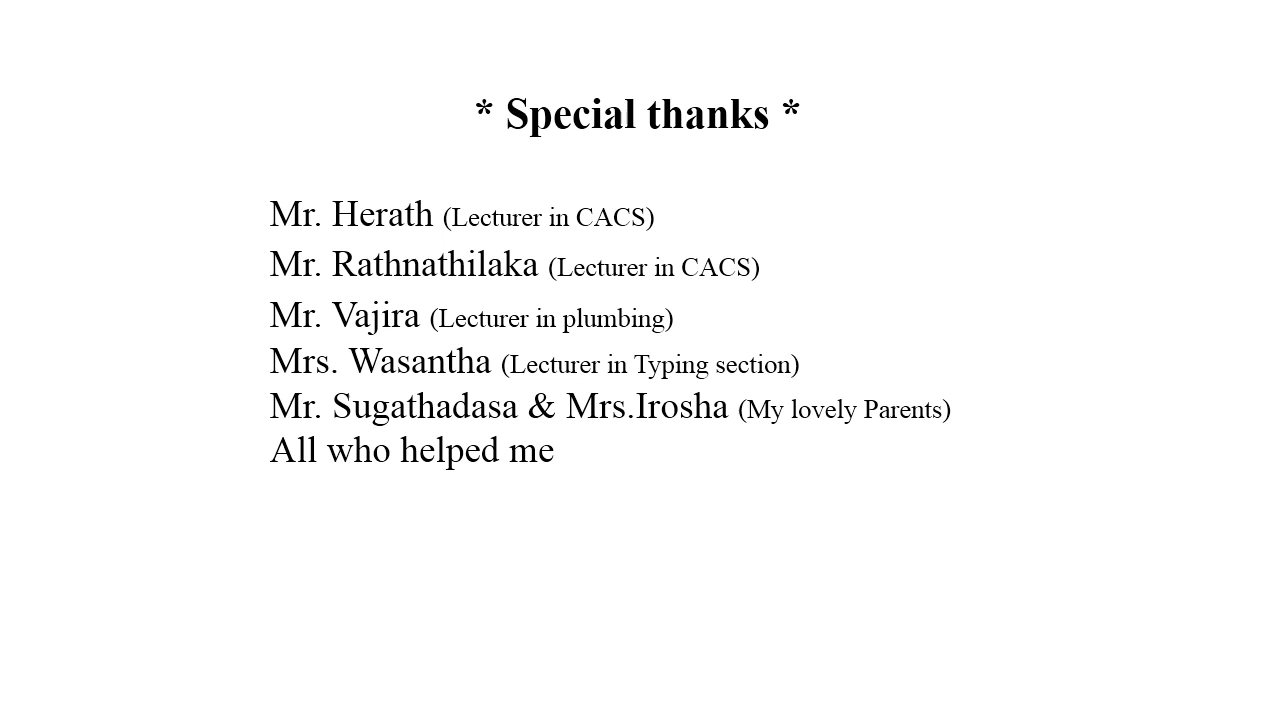 * Special thanks *
Mr. Herath (Lecturer in CACS)
Mr. Rathnathilaka (Lecturer in CACS)
Mr. Vajira (Lecturer in plumbing)
Mrs. Wasantha (Lecturer in Typing section)
Mr. Sugathadasa & Mrs.Irosha (My lovely Parents)
All who helped me